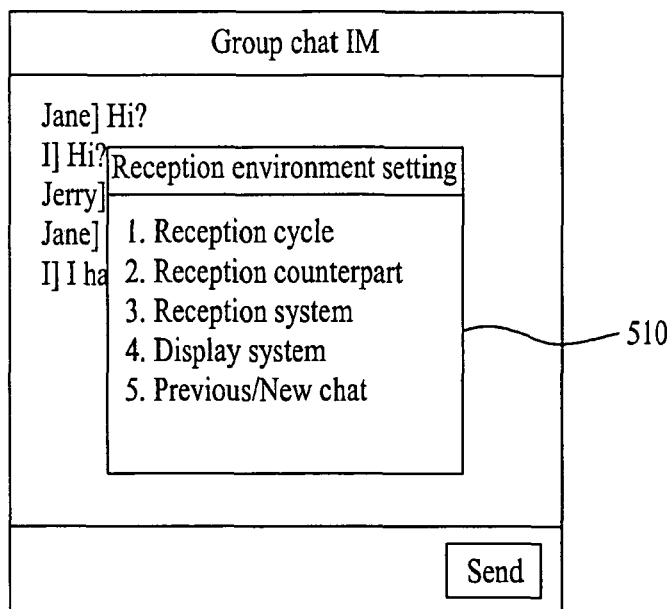 Group chat IM
Jane] Hi?
I] Hi?
Jerry]
Jane]
I] I ha
Reception environment setting
1. Reception cycle
2. Reception counterpart
3. Reception system
4. Display system
5. Previous/New chat
510
Send